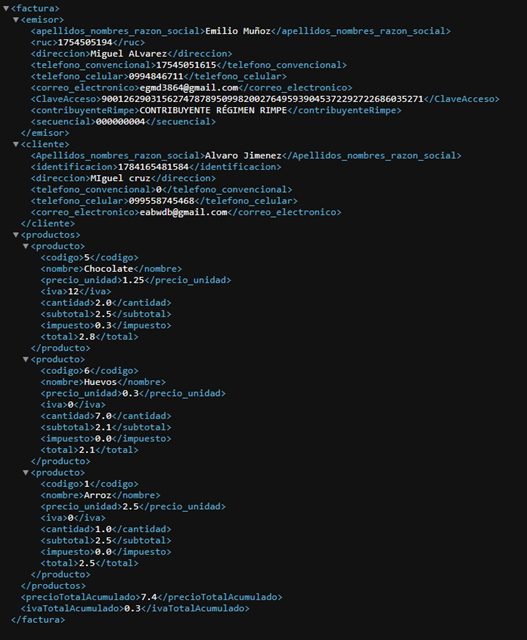 <factura>
<emisor>
<apellidos_nombres_razon_social>Emilio Muñoz</apellidos_nombres_razon_social>
<ruc>1754505194</ruc>
<direccion>Miguel ALvarez</direccion>
<telefono_convencional>17545051615</telefono_convencional>
<telefono_celular>0994846711</telefono_celular>
<correo_electronico>egmd3864@gmail.com</correo_electronico>
<ClaveAcceso>9001262903156274787895099820027649593904537229272268603527​1</ClaveAcceso>
<contribuyenteRimpe>CONTRIBUYENTE RÉGIMEN RIMPE</contribuyenteRimpe>
<secuencial>000000004</secuencial>
</emisor>
<cliente>
<Apellidos_nombres_razon_social>Alvaro Jimenez</Apellidos_nombres_razon_social>
<identificacion>1784165481584</identificacion>
<direccion>MIguel cruz</direccion>
<telefono_convencional>0</telefono_convencional>
<telefono_celular>099558745468</telefono_celular>
<correo_electronico>eabwdb@gmail.com</correo_electronico>
</cliente>
<productos>
<producto>
<codigo>5</codigo>
<nombre>Chocolate</nombre>
<precio_unidad>1.25</precio_unidad>
<iva>12</iva>
<cantidad>2.0</cantidad>
<subtotal>2.5</subtotal>
<impuesto>0.3</impuesto>
<total>2.8</total>
</producto>
<producto>
<codigo>6</codigo>
<nombre>Huevos</nombre>
<precio_unidad>0.3</precio_unidad>
<iva>0</iva>
<cantidad>7.0</cantidad>
<subtotal>2.1</subtotal>
<impuesto>0.0</impuesto>
<total>2.1</total>
</producto>
<producto>
<codigo>1</codigo>
<nombre>Arroz</nombre>
<precio_unidad>2.5</precio_unidad>
<iva>0</iva>
<cantidad>1.0</cantidad>
<subtotal>2.5</subtotal>
<impuesto>0.0</impuesto>
<total>2.5</total>
</producto>
</productos>
<precioTotalAcumulado>7.4</precioTotalAcumulado>
<ivaTotalAcumulado>0.3</ivaTotalAcumulado>
</factura>